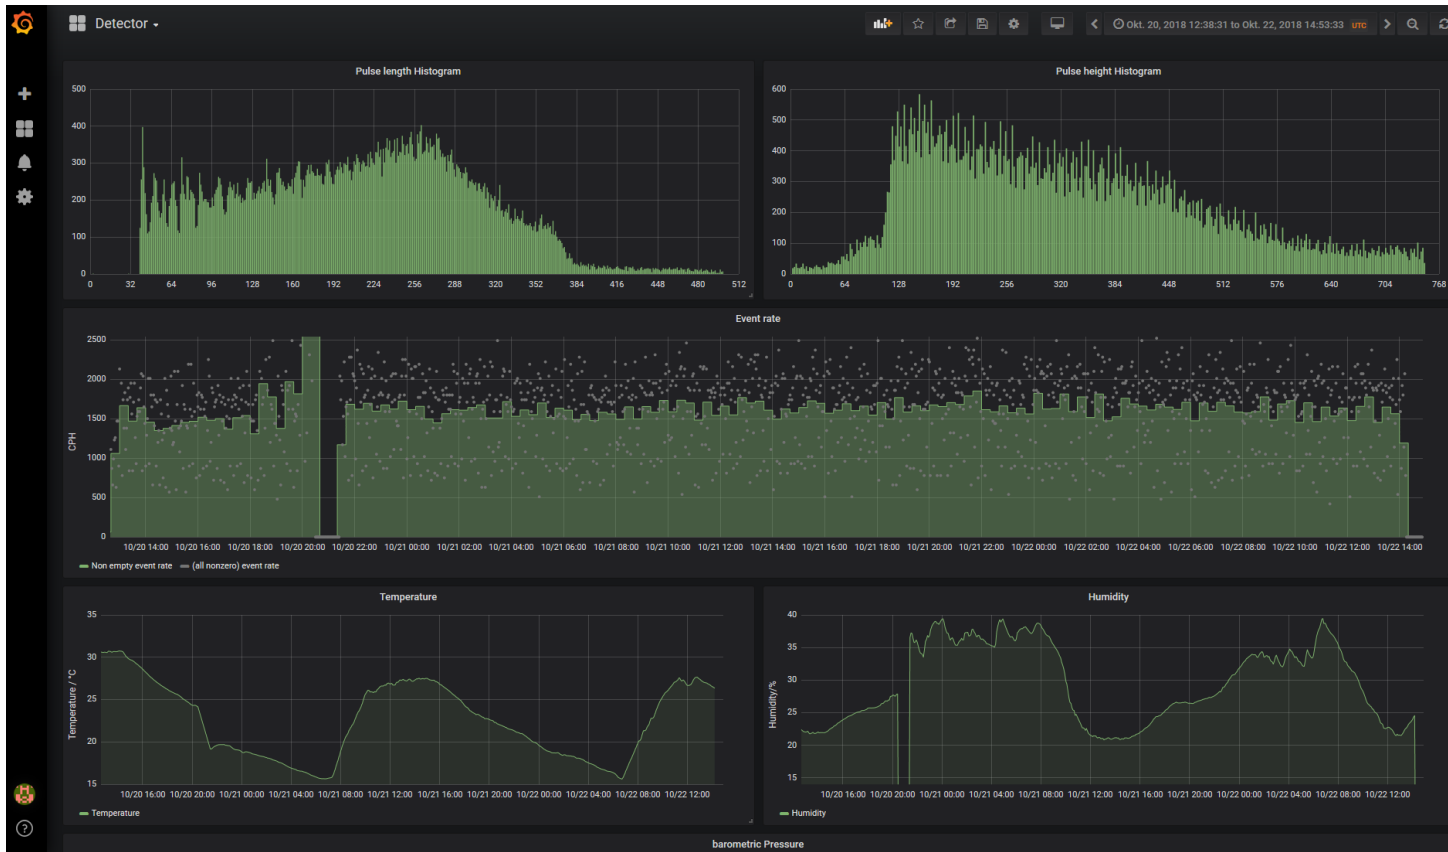 Detector
Okt. 20, 2018 12:38:31 to Okt. 22, 2018 14:53:33 UTC
Pulse length Histogram
500
400
300
200
100
0
0 32 64 96 128 160 192 224 256 288 320 352 384 416 448 480 512
Pulse height Histogram
600
500
400
300
200
100
0
0 64 128 192 256 320 384 448 512 576 640 704 768
Event rate
2500
2000
1500
1000
500
0
CPH
10/20 14:00 10/20 16:00 10/20 18:00 10/20 20:00 10/20 22:00 10/21 00:00 10/21 02:00 10/21 04:00 10/21 06:00 10/21 08:00 10/21 10:00 10/21 12:00 10/21 14:00 10/21 16:00 10/21 18:00 10/21 20:00 10/21 22:00 10/22 00:00 10/22 02:00 10/22 04:00 10/22 06:00 10/22 08:00 10/22 10:00 10/22 12:00 10/22 14:00
Non empty event rate (all nonzero) event rate
Temperature
35
30
25
20
15
Temperature / °C
10/20 16:00 10/20 20:00 10/21 00:00 10/21 04:00 10/21 08:00 10/21 12:00 10/21 16:00 10/21 20:00 10/22 00:00 10/22 04:00 10/22 08:00 10/22 12:00
Temperature
Humidity
40
35
30
25
20
15
Humidity/%
10/20 16:00 10/20 20:00 10/21 00:00 10/21 04:00 10/21 08:00 10/21 12:00 10/21 16:00 10/21 20:00 10/22 00:00 10/22 04:00 10/22 08:00 10/22 12:00
Humidity
barometric Pressure